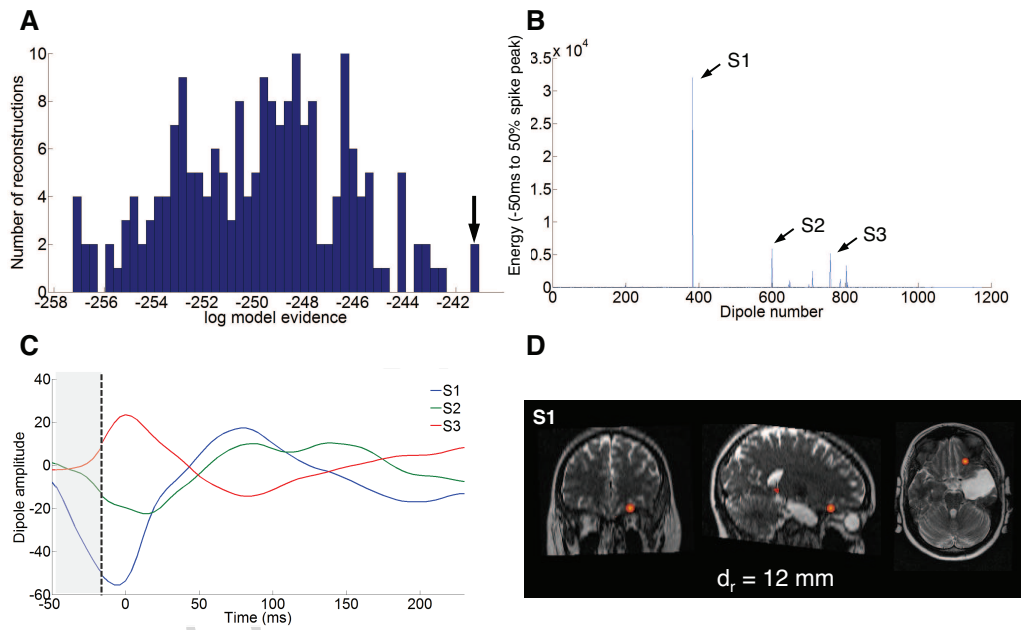 A
Number of reconstructions
10
8
6
4
2
0
-258
-256
-254
-252
-250
-248
-246
-244
-242
log model evidence
B
Energy (-50ms to 50% spike peak)
x 10⁴
3.5
3
2.5
2
1.5
1
0.5
0
0
200
400
600
800
1000
1200
Dipole number
S1
S2
S3
C
Dipole amplitude
40
20
0
-20
-40
-60
-50
0
50
100
150
200
Time (ms)
S1
S2
S3
D
S1
dᵣ = 12 mm